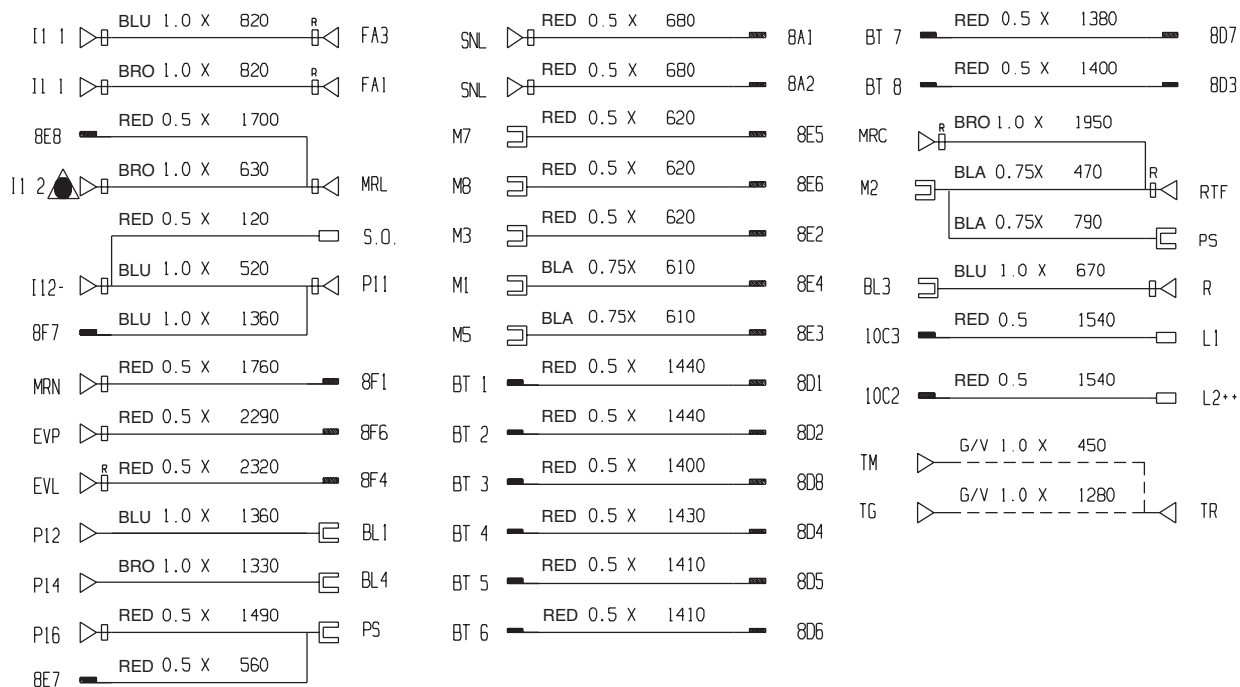 I1 1 BLU 1.0 X 820 R FA3
I1 1 BRO 1.0 X 820 R FA1
8E8 RED 0.5 X 1700
I1 2 BRO 1.0 X 630 MRL
RED 0.5 X 120 S.O.
I12- BLU 1.0 X 520 P11
8F7 BLU 1.0 X 1360
MRN RED 0.5 X 1760 8F1
EVP RED 0.5 X 2290 8F6
EVL R RED 0.5 X 2320 8F4
P12 BLU 1.0 X 1360 BL1
P14 BRO 1.0 X 1330 BL4
P16 RED 0.5 X 1490 PS
8E7 RED 0.5 X 560
SNL RED 0.5 X 680 8A1
SNL RED 0.5 X 680 8A2
M7 RED 0.5 X 620 8E5
M8 RED 0.5 X 620 8E6
M3 RED 0.5 X 620 8E2
M1 BLA 0.75X 610 8E4
M5 BLA 0.75X 610 8E3
BT 1 RED 0.5 X 1440 8D1
BT 2 RED 0.5 X 1440 8D2
BT 3 RED 0.5 X 1400 8D8
BT 4 RED 0.5 X 1430 8D4
BT 5 RED 0.5 X 1410 8D5
BT 6 RED 0.5 X 1410 8D6
BT 7 RED 0.5 X 1380 8D7
BT 8 RED 0.5 X 1400 8D3
MRC R BRO 1.0 X 1950
M2 BLA 0.75X 470 R RTF
BLA 0.75X 790 PS
BL3 BLU 1.0 X 670 R
10C3 RED 0.5 1540 L1
10C2 RED 0.5 1540 L2++
TM G/V 1.0 X 450
TG G/V 1.0 X 1280 TR